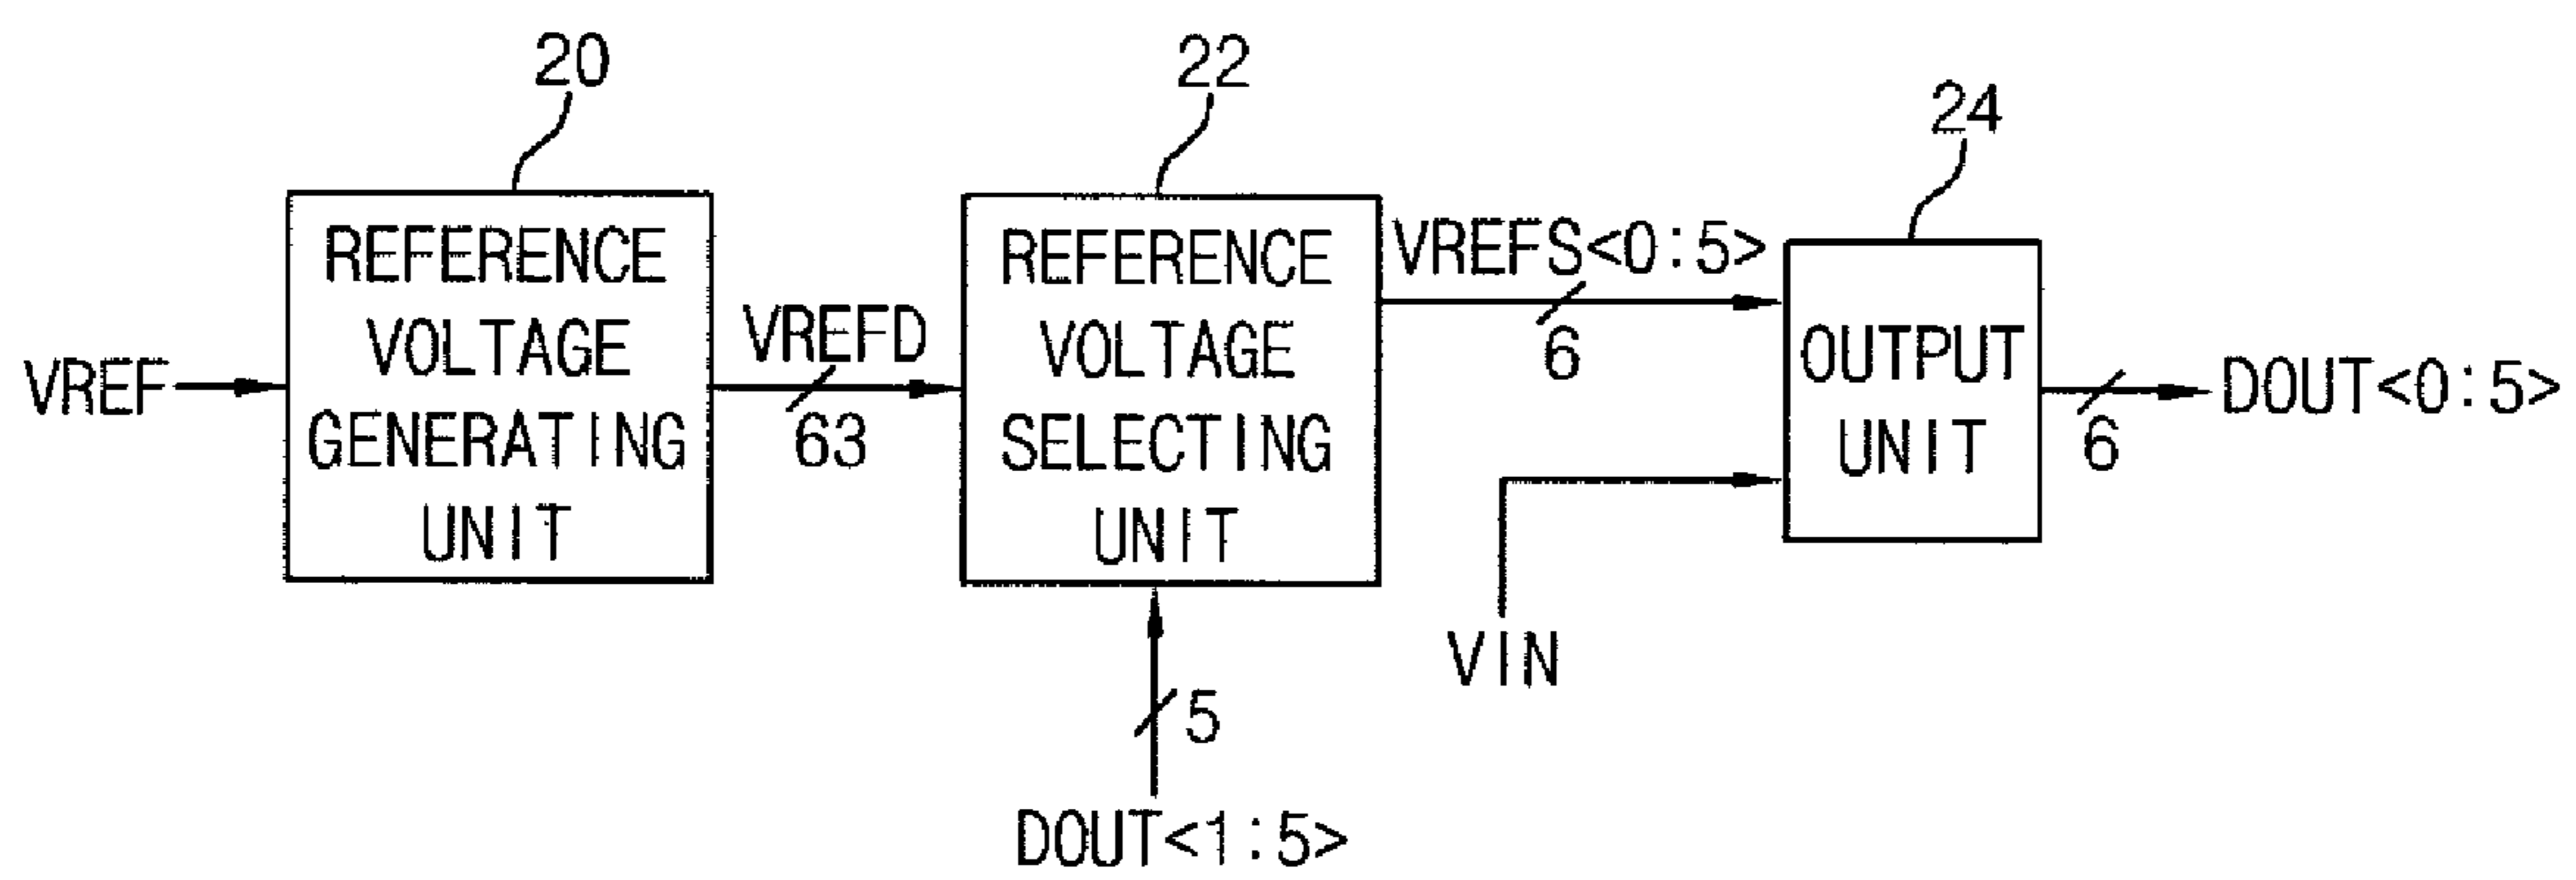 20
22
24
REFERENCE
VOLTAGE
GENERATING
UNIT
REFERENCE
VOLTAGE
SELECTING
UNIT
OUTPUT
UNIT
VREF
VREFD
63
VREFS<0:5>
6
VIN
6
DOUT<0:5>
5
DOUT<1:5>